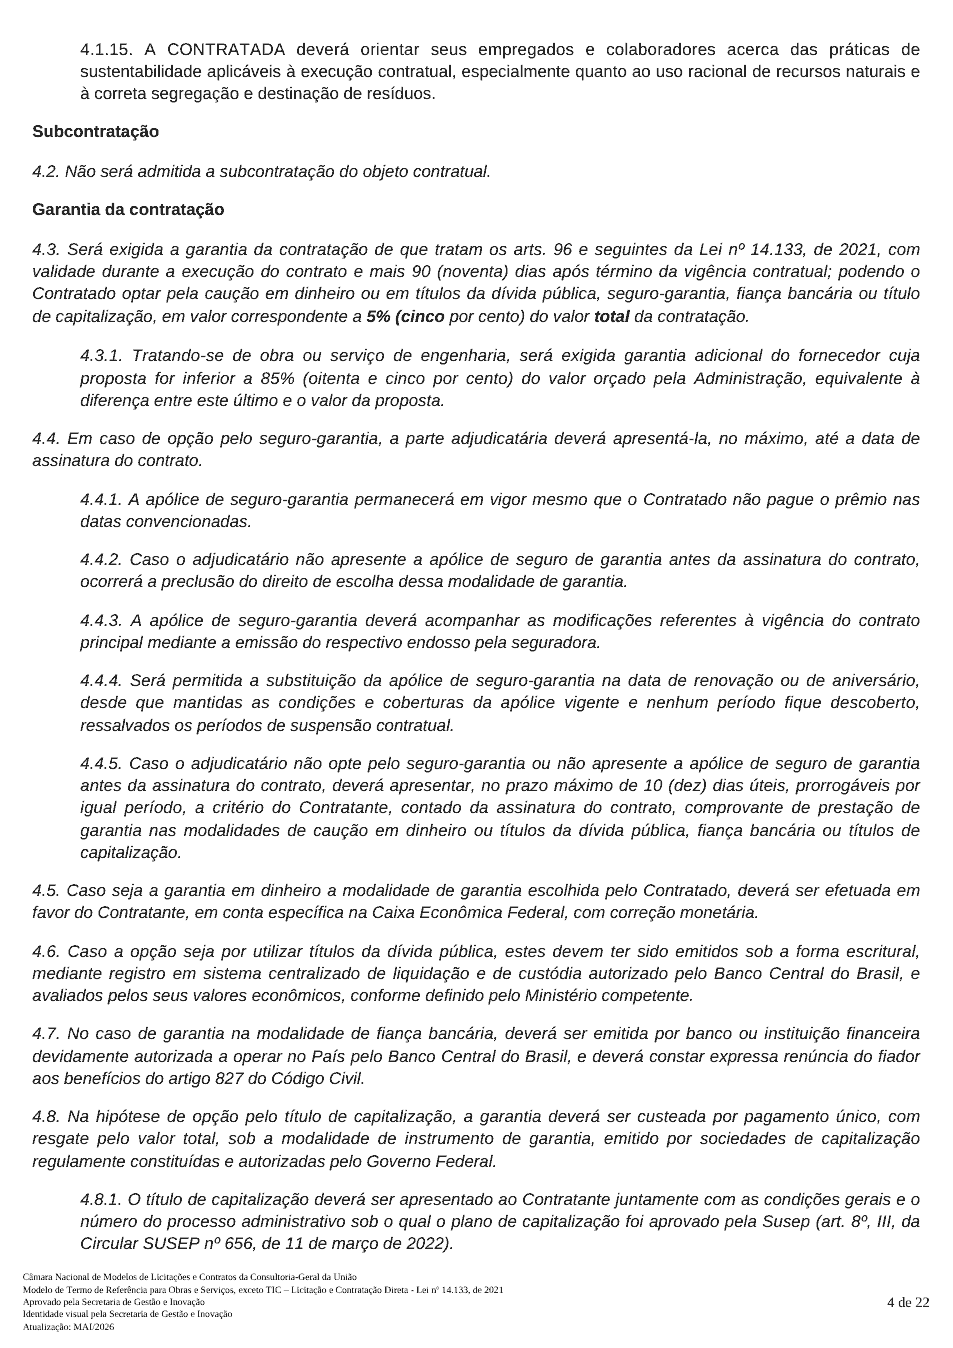 4.1.15. A CONTRATADA deverá orientar seus empregados e colaboradores acerca das práticas de
sustentabilidade aplicáveis à execução contratual, especialmente quanto ao uso racional de recursos naturais e
à correta segregação e destinação de resíduos.
Subcontratação
4.2. Não será admitida a subcontratação do objeto contratual.
Garantia da contratação
4.3. Será exigida a garantia da contratação de que tratam os arts. 96 e seguintes da Lei nº 14.133, de 2021, com
validade durante a execução do contrato e mais 90 (noventa) dias após término da vigência contratual; podendo o
Contratado optar pela caução em dinheiro ou em títulos da dívida pública, seguro-garantia, fiança bancária ou título
de capitalização, em valor correspondente a 5% (cinco por cento) do valor total da contratação.
4.3.1. Tratando-se de obra ou serviço de engenharia, será exigida garantia adicional do fornecedor cuja
proposta for inferior a 85% (oitenta e cinco por cento) do valor orçado pela Administração, equivalente à
diferença entre este último e o valor da proposta.
4.4. Em caso de opção pelo seguro-garantia, a parte adjudicatária deverá apresentá-la, no máximo, até a data de
assinatura do contrato.
4.4.1. A apólice de seguro-garantia permanecerá em vigor mesmo que o Contratado não pague o prêmio nas
datas convencionadas.
4.4.2. Caso o adjudicatário não apresente a apólice de seguro de garantia antes da assinatura do contrato,
ocorrerá a preclusão do direito de escolha dessa modalidade de garantia.
4.4.3. A apólice de seguro-garantia deverá acompanhar as modificações referentes à vigência do contrato
principal mediante a emissão do respectivo endosso pela seguradora.
4.4.4. Será permitida a substituição da apólice de seguro-garantia na data de renovação ou de aniversário,
desde que mantidas as condições e coberturas da apólice vigente e nenhum período fique descoberto,
ressalvados os períodos de suspensão contratual.
4.4.5. Caso o adjudicatário não opte pelo seguro-garantia ou não apresente a apólice de seguro de garantia
antes da assinatura do contrato, deverá apresentar, no prazo máximo de 10 (dez) dias úteis, prorrogáveis por
igual período, a critério do Contratante, contado da assinatura do contrato, comprovante de prestação de
garantia nas modalidades de caução em dinheiro ou títulos da dívida pública, fiança bancária ou títulos de
capitalização.
4.5. Caso seja a garantia em dinheiro a modalidade de garantia escolhida pelo Contratado, deverá ser efetuada em
favor do Contratante, em conta específica na Caixa Econômica Federal, com correção monetária.
4.6. Caso a opção seja por utilizar títulos da dívida pública, estes devem ter sido emitidos sob a forma escritural,
mediante registro em sistema centralizado de liquidação e de custódia autorizado pelo Banco Central do Brasil, e
avaliados pelos seus valores econômicos, conforme definido pelo Ministério competente.
4.7. No caso de garantia na modalidade de fiança bancária, deverá ser emitida por banco ou instituição financeira
devidamente autorizada a operar no País pelo Banco Central do Brasil, e deverá constar expressa renúncia do fiador
aos benefícios do artigo 827 do Código Civil.
4.8. Na hipótese de opção pelo título de capitalização, a garantia deverá ser custeada por pagamento único, com
resgate pelo valor total, sob a modalidade de instrumento de garantia, emitido por sociedades de capitalização
regulamente constituídas e autorizadas pelo Governo Federal.
4.8.1. O título de capitalização deverá ser apresentado ao Contratante juntamente com as condições gerais e o
número do processo administrativo sob o qual o plano de capitalização foi aprovado pela Susep (art. 8º, III, da
Circular SUSEP nº 656, de 11 de março de 2022).
Câmara Nacional de Modelos de Licitações e Contratos da Consultoria-Geral da União
Modelo de Termo de Referência para Obras e Serviços, exceto TIC – Licitação e Contratação Direta - Lei nº 14.133, de 2021
Aprovado pela Secretaria de Gestão e Inovação
Identidade visual pela Secretaria de Gestão e Inovação
Atualização: MAI/2026
4 de 22